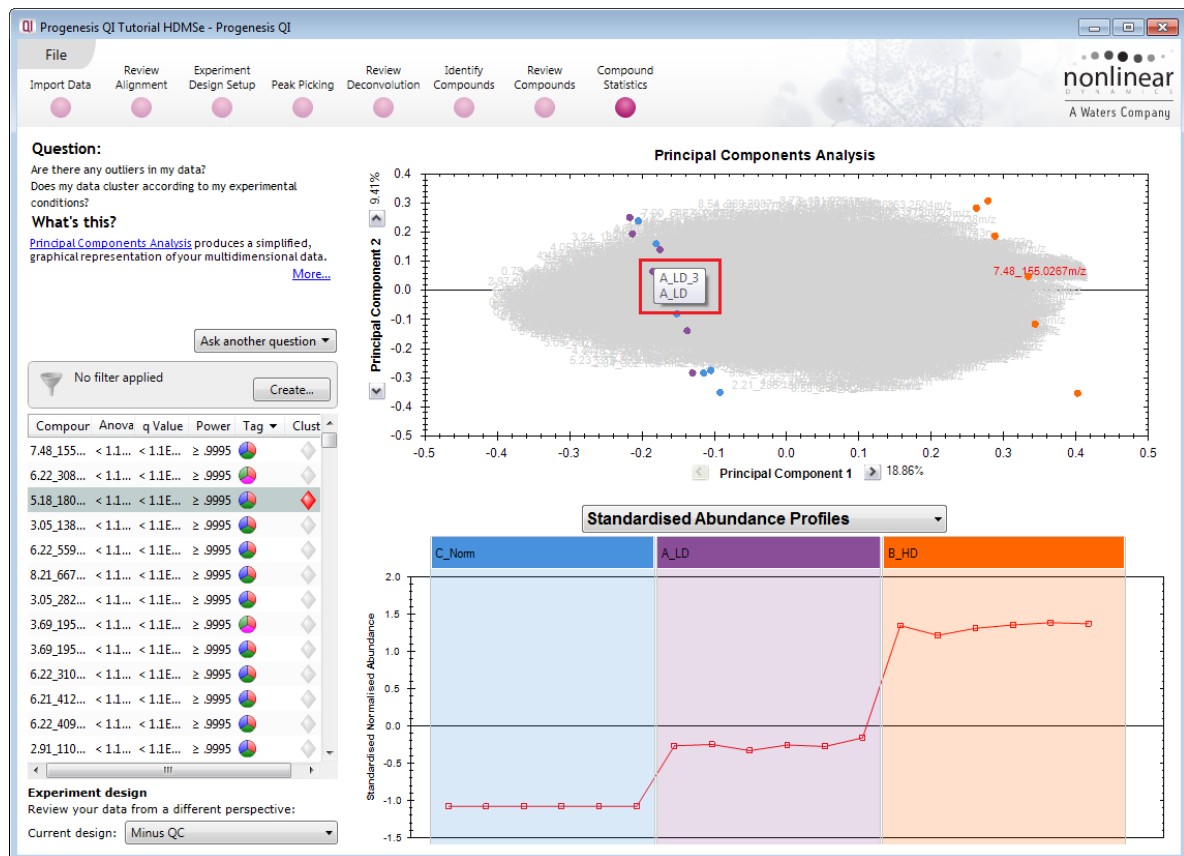 Progenesis QI Tutorial HDMSe - Progenesis QI
File
Import Data
Review Alignment
Experiment Design Setup
Peak Picking
Review Deconvolution
Identify Compounds
Review Compounds
Compound Statistics
nonlinear
DYNAMICS
A Waters Company
Question:
Are there any outliers in my data?
Does my data cluster according to my experimental
conditions?
What's this?
Principal Components Analysis produces a simplified,
graphical representation of your multidimensional data.
More...
Ask another question
No filter applied
Create...
Compour Anova q Value Power Tag Clust
7.48_155... < 1.1... < 1.1E... ≥ .9995
6.22_308... < 1.1... < 1.1E... ≥ .9995
5.18_180... < 1.1... < 1.1E... ≥ .9995
3.05_138... < 1.1... < 1.1E... ≥ .9995
6.22_559... < 1.1... < 1.1E... ≥ .9995
8.21_667... < 1.1... < 1.1E... ≥ .9995
3.05_282... < 1.1... < 1.1E... ≥ .9995
3.69_195... < 1.1... < 1.1E... ≥ .9995
3.69_195... < 1.1... < 1.1E... ≥ .9995
6.22_310... < 1.1... < 1.1E... ≥ .9995
6.21_412... < 1.1... < 1.1E... ≥ .9995
6.22_409... < 1.1... < 1.1E... ≥ .9995
2.91_110... < 1.1... < 1.1E... ≥ .9995
Experiment design
Review your data from a different perspective:
Current design: Minus QC
Principal Components Analysis
9.41%
Principal Component 2
0.4
0.3
0.2
0.1
0.0
-0.1
-0.2
-0.3
-0.4
-0.5
7.48_155.0267m/z
A_LD_3
A_LD
-0.5 -0.4 -0.3 -0.2 -0.1 0.0 0.1 0.2 0.3 0.4 0.5
Principal Component 1 18.86%
Standardised Abundance Profiles
C_Norm A_LD B_HD
Standardised Normalised Abundance
2.0
1.5
1.0
0.5
0.0
-0.5
-1.0
-1.5